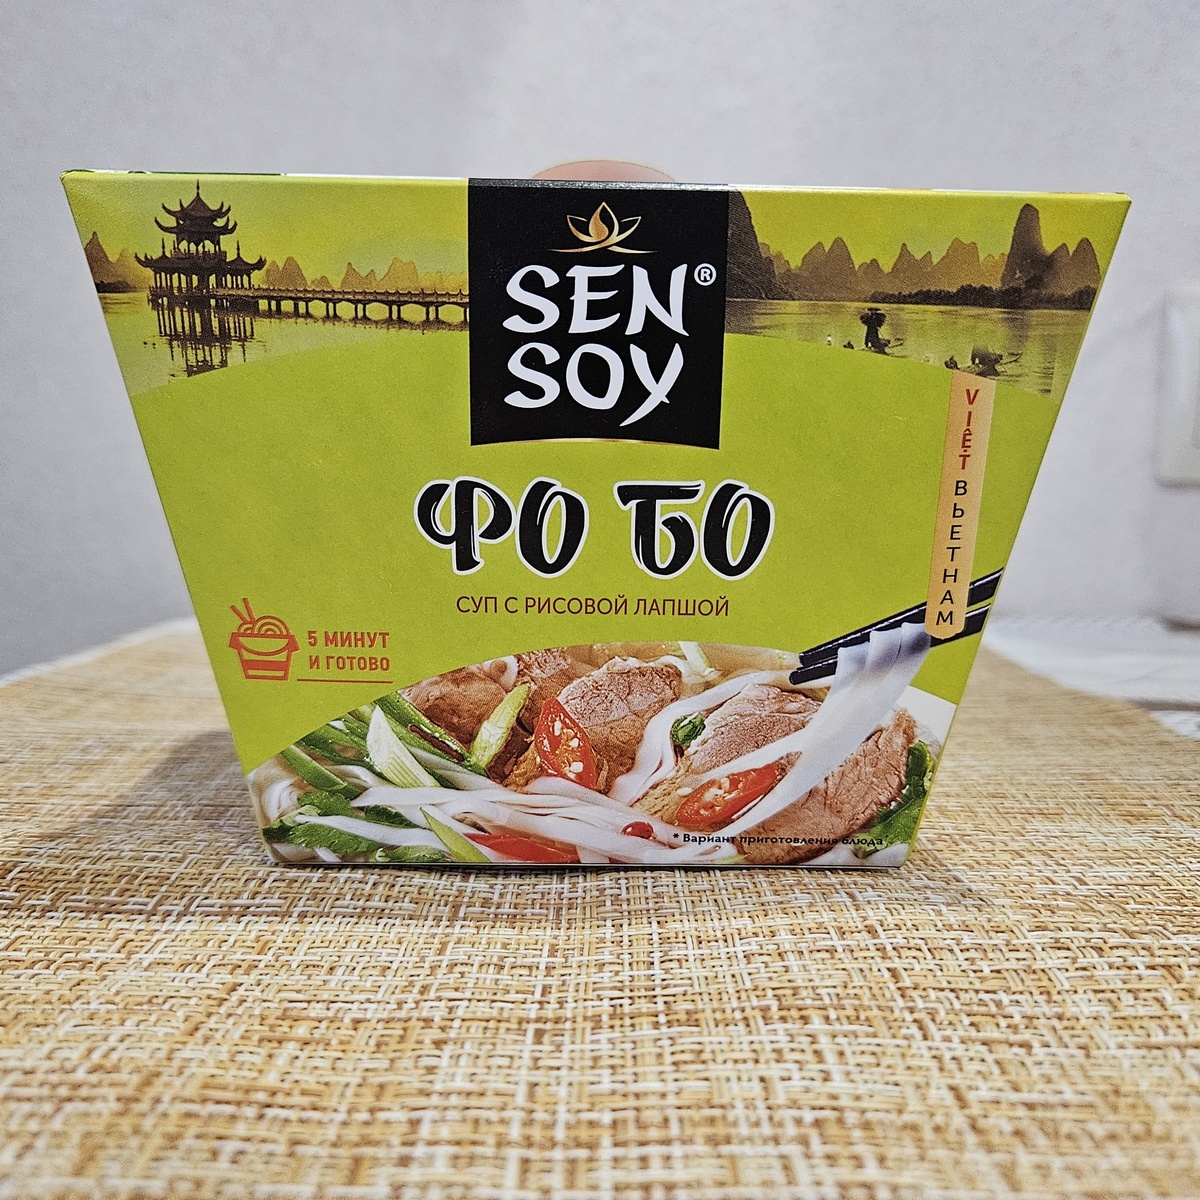 SEN®
SOY
ФО БО
СУП С РИСОВОЙ ЛАПШОЙ
5 МИНУТ
И ГОТОВО
VIỆT ВЬЕТНАМ
* Вариант приготовления блюда